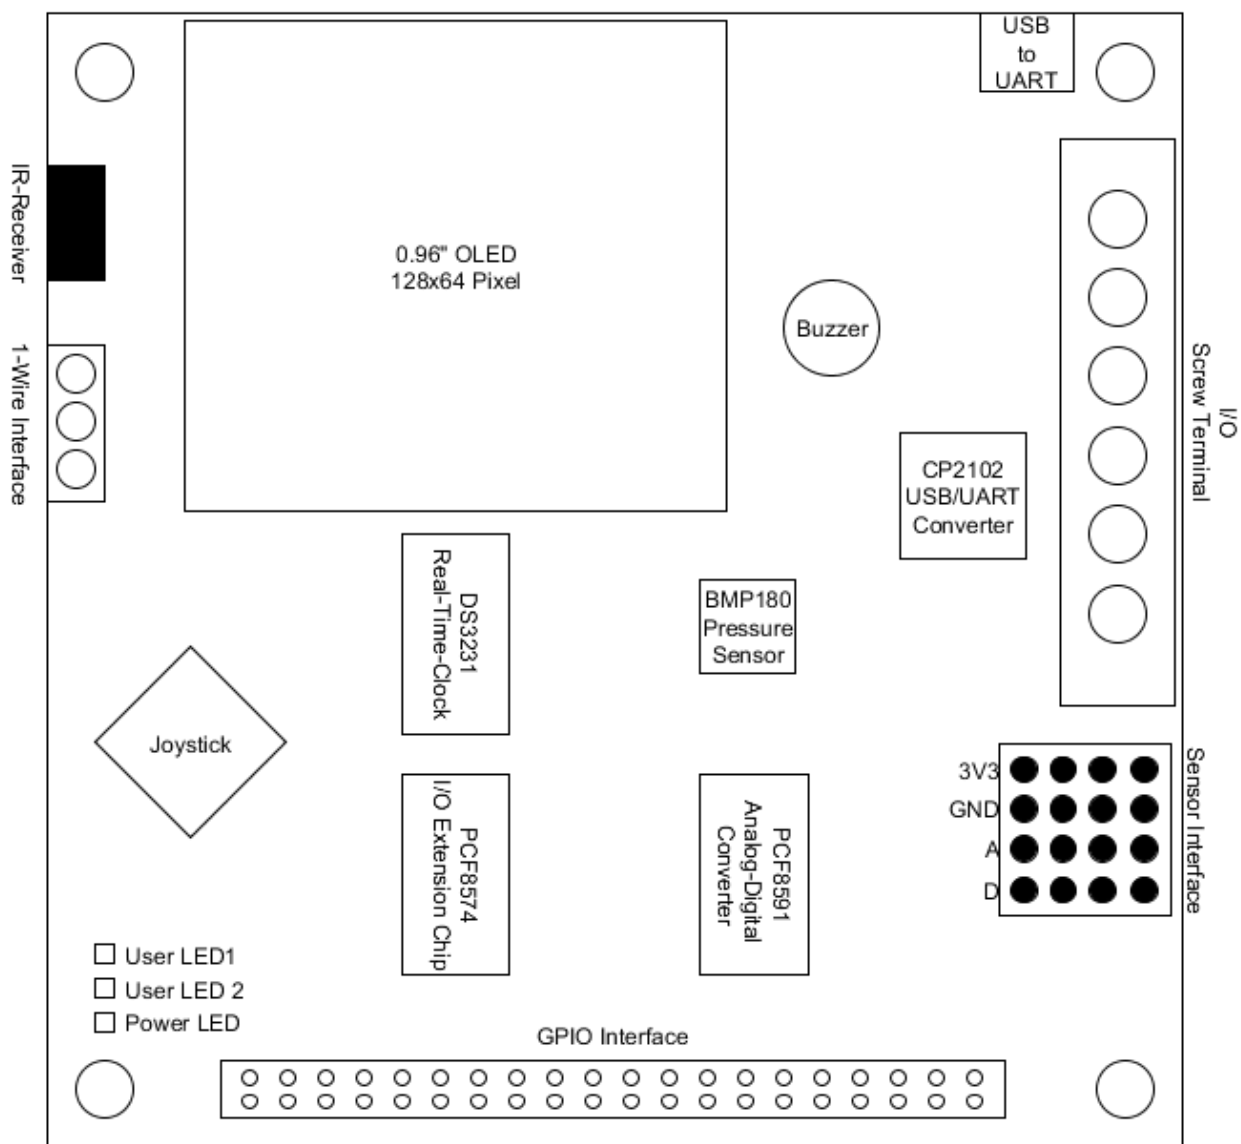 USB
to
UART
IR-Receiver
0.96" OLED
128x64 Pixel
Buzzer
1-Wire Interface
I/O
Screw Terminal
CP2102
USB/UART
Converter
DS3231
Real-Time-Clock
BMP180
Pressure
Sensor
Joystick
3V3
GND
A
D
Sensor Interface
PCF8574
I/O Extension Chip
PCF8591
Analog-Digital
Converter
User LED1
User LED 2
Power LED
GPIO Interface